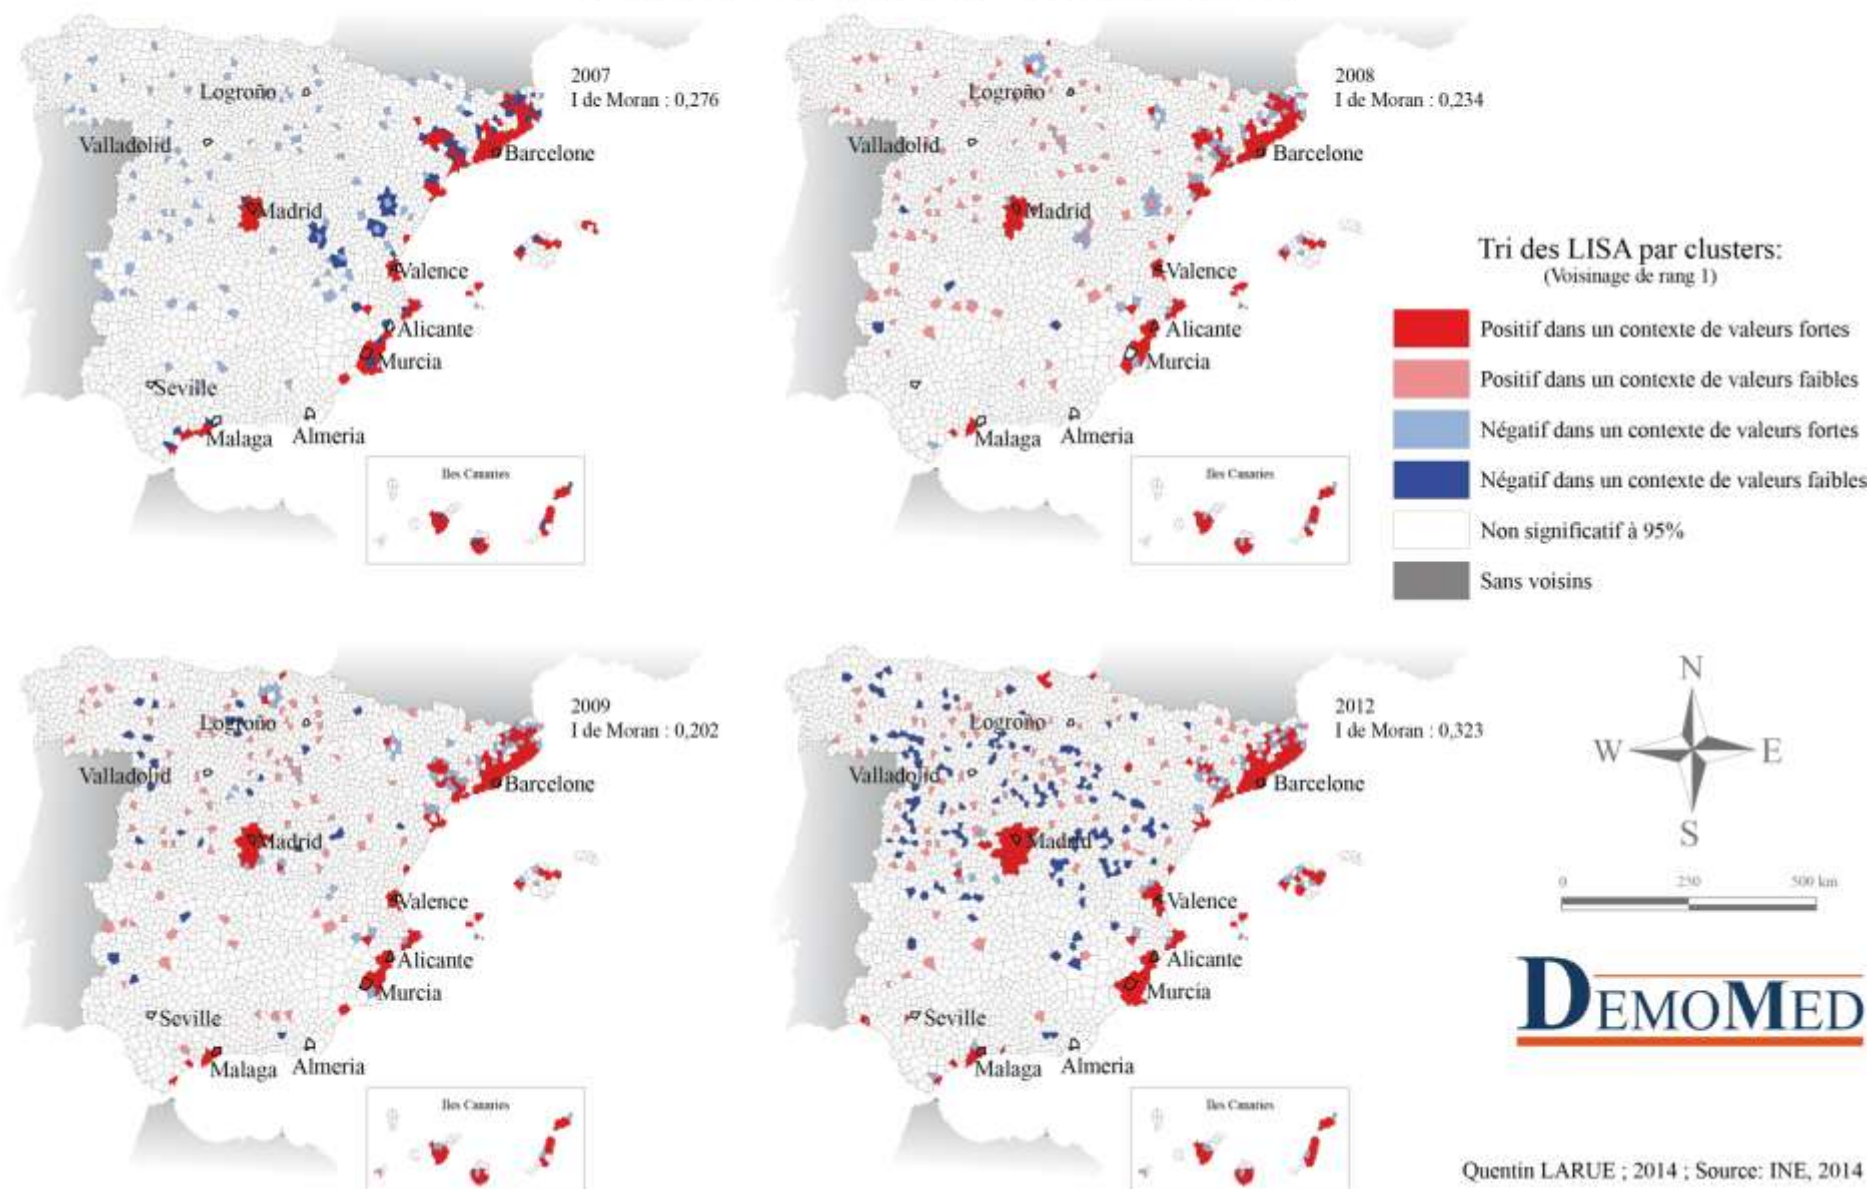 2007
I de Moran : 0,276
Logroño
Valladolid
Barcelone
Madrid
Valence
Alicante
Murcia
Seville
Malaga
Almeria
Iles Canaries
2008
I de Moran : 0,234
Logroño
Valladolid
Barcelone
Madrid
Valence
Alicante
Murcia
Malaga
Almeria
Iles Canaries
Tri des LISA par clusters:
(Voisinage de rang 1)
Positif dans un contexte de valeurs fortes
Positif dans un contexte de valeurs faibles
Négatif dans un contexte de valeurs fortes
Négatif dans un contexte de valeurs faibles
Non significatif à 95%
Sans voisins
2009
I de Moran : 0,202
Logroño
Valladolid
Barcelone
Madrid
Valence
Alicante
Murcia
Seville
Malaga
Almeria
Iles Canaries
2012
I de Moran : 0,323
Logroño
Valladolid
Barcelone
Madrid
Valence
Alicante
Murcia
Seville
Malaga
Almeria
Iles Canaries
N
W E
S
0 250 500 km
DEMOMED
Quentin LARUE ; 2014 ; Source: INE, 2014